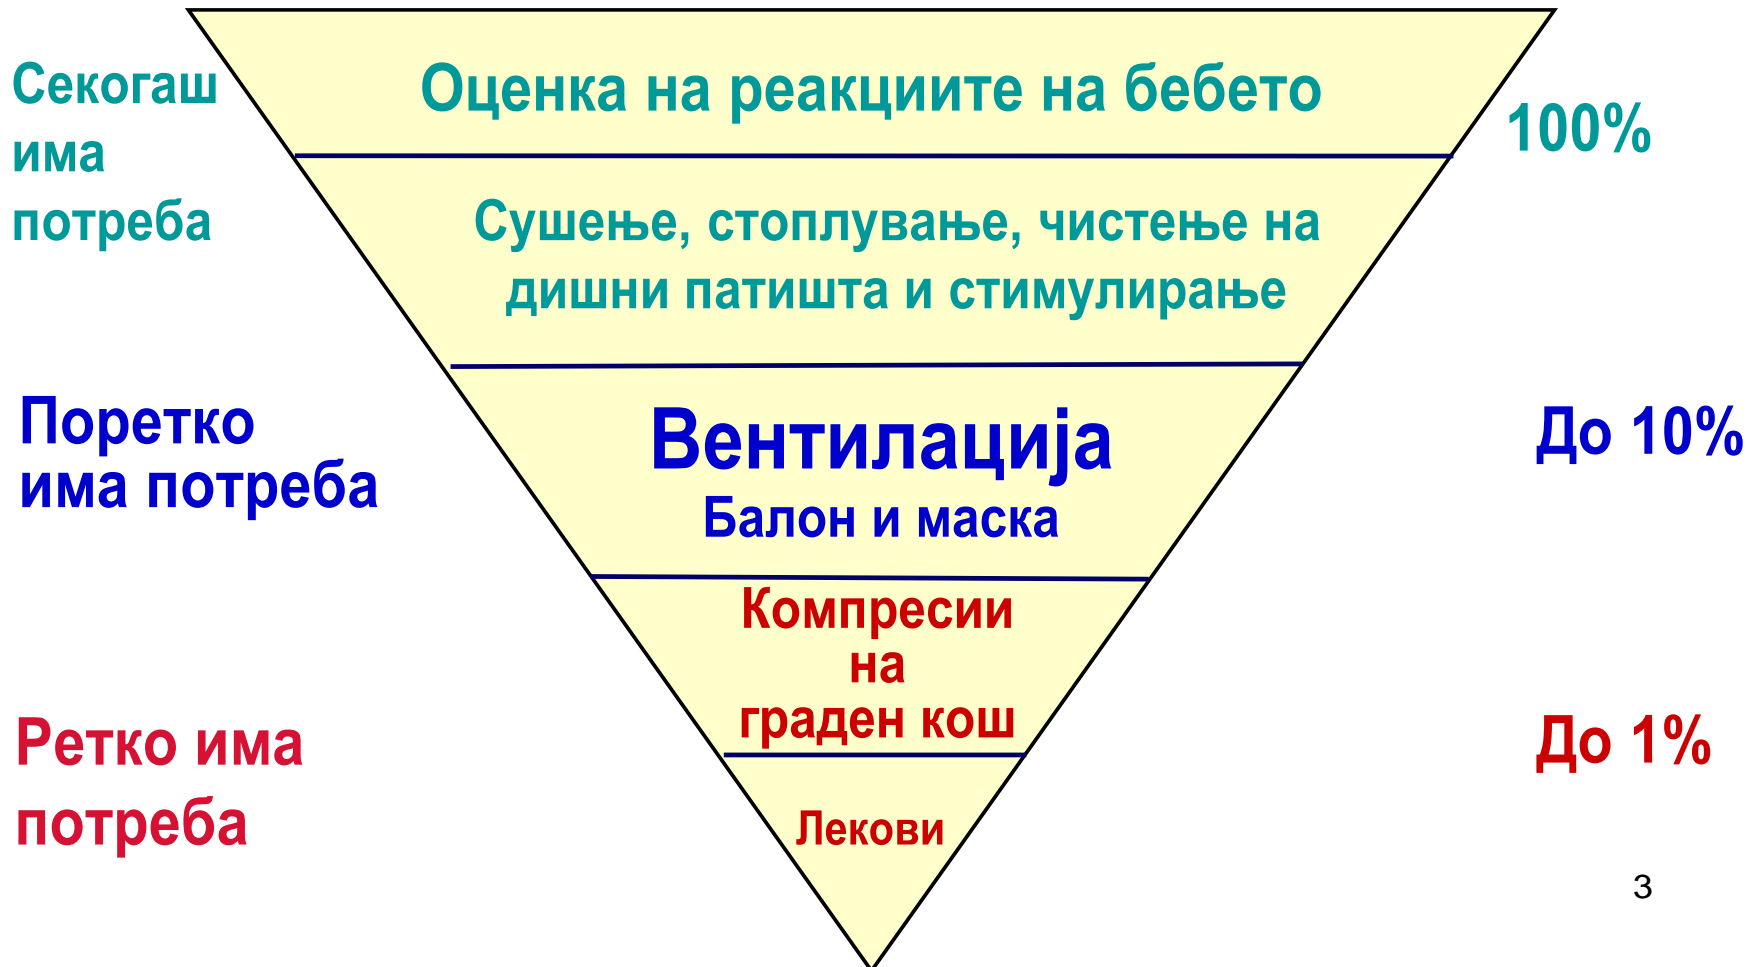 Секогаш
има
потреба
Оценка на реакциите на бебето
100%
Сушење, стоплување, чистење на
дишни патишта и стимулирање
Поретко
има потреба
Вентилација
Балон и маска
До 10%
Компресии
на
граден кош
Ретко има
потреба
До 1%
Лекови
3